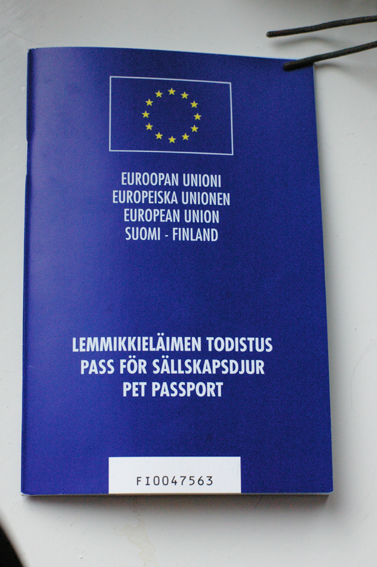 EUROOPAN UNIONI
EUROPEISKA UNIONEN
EUROPEAN UNION
SUOMI - FINLAND
LEMMIKKIELÄIMEN TODISTUS
PASS FÖR SÄLLSKAPSDJUR
PET PASSPORT
FI0047563